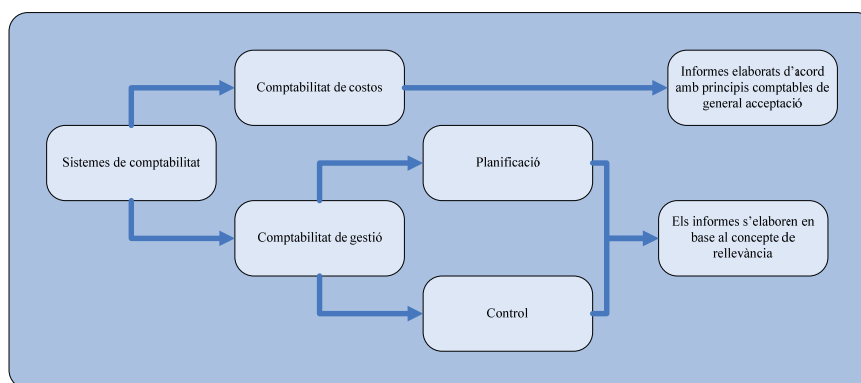 Comptabilitat de costos
Informes elaborats d’acord
amb principis comptables de
general acceptació
Sistemes de comptabilitat
Planificació
Comptabilitat de gestió
Els informes s’elaboren en
base al concepte de
rellevància
Control